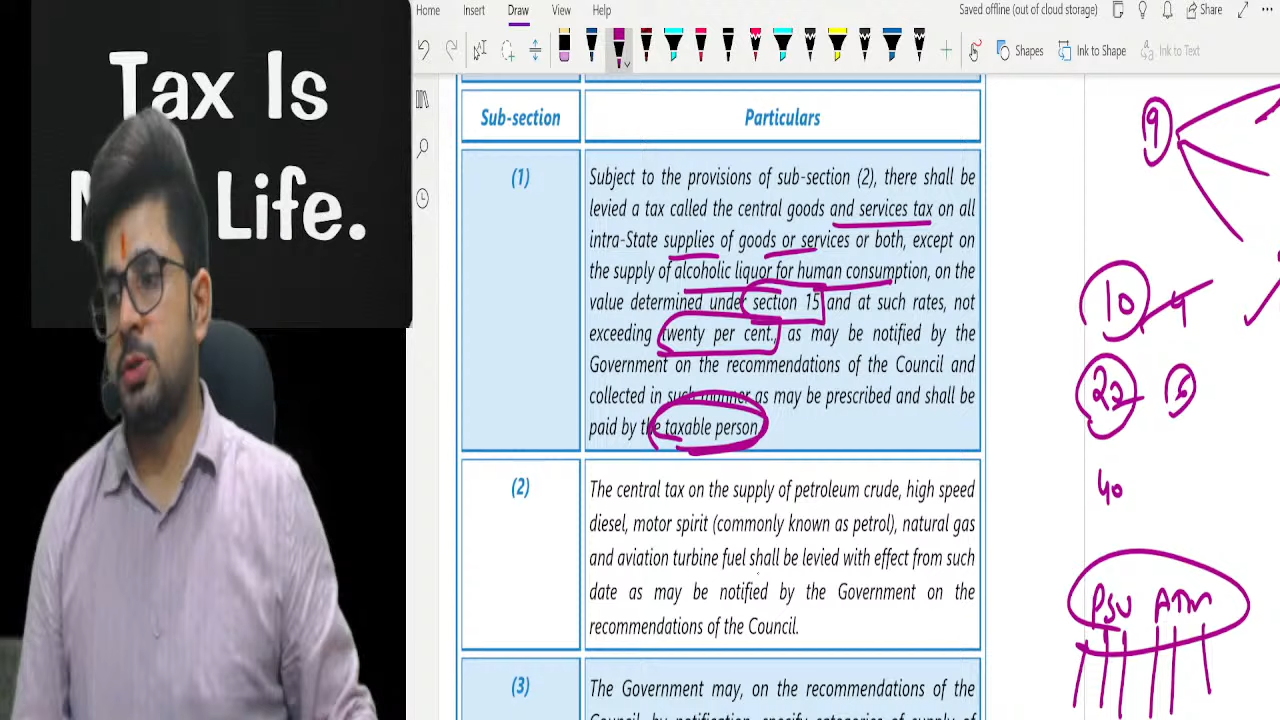 Home Insert Draw View Help
Saved offline (out of cloud storage)
Share
Shapes
Ink to Shape
Ink to Text
Tax Is
Life.
Sub-section
Particulars
(1)
Subject to the provisions of sub-section (2), there shall be
levied a tax called the central goods and services tax on all
intra-State supplies of goods or services or both, except on
the supply of alcoholic liquor for human consumption, on the
value determined under section 15 and at such rates, not
exceeding twenty per cent., as may be notified by the
Government on the recommendations of the Council and
collected in such manner as may be prescribed and shall be
paid by the taxable person.
(2)
The central tax on the supply of petroleum crude, high speed
diesel, motor spirit (commonly known as petrol), natural gas
and aviation turbine fuel shall be levied with effect from such
date as may be notified by the Government on the
recommendations of the Council.
(3)
The Government may, on the recommendations of the
Council, by notification, specify categories of supply of
9
10
22
40
PSU ATM